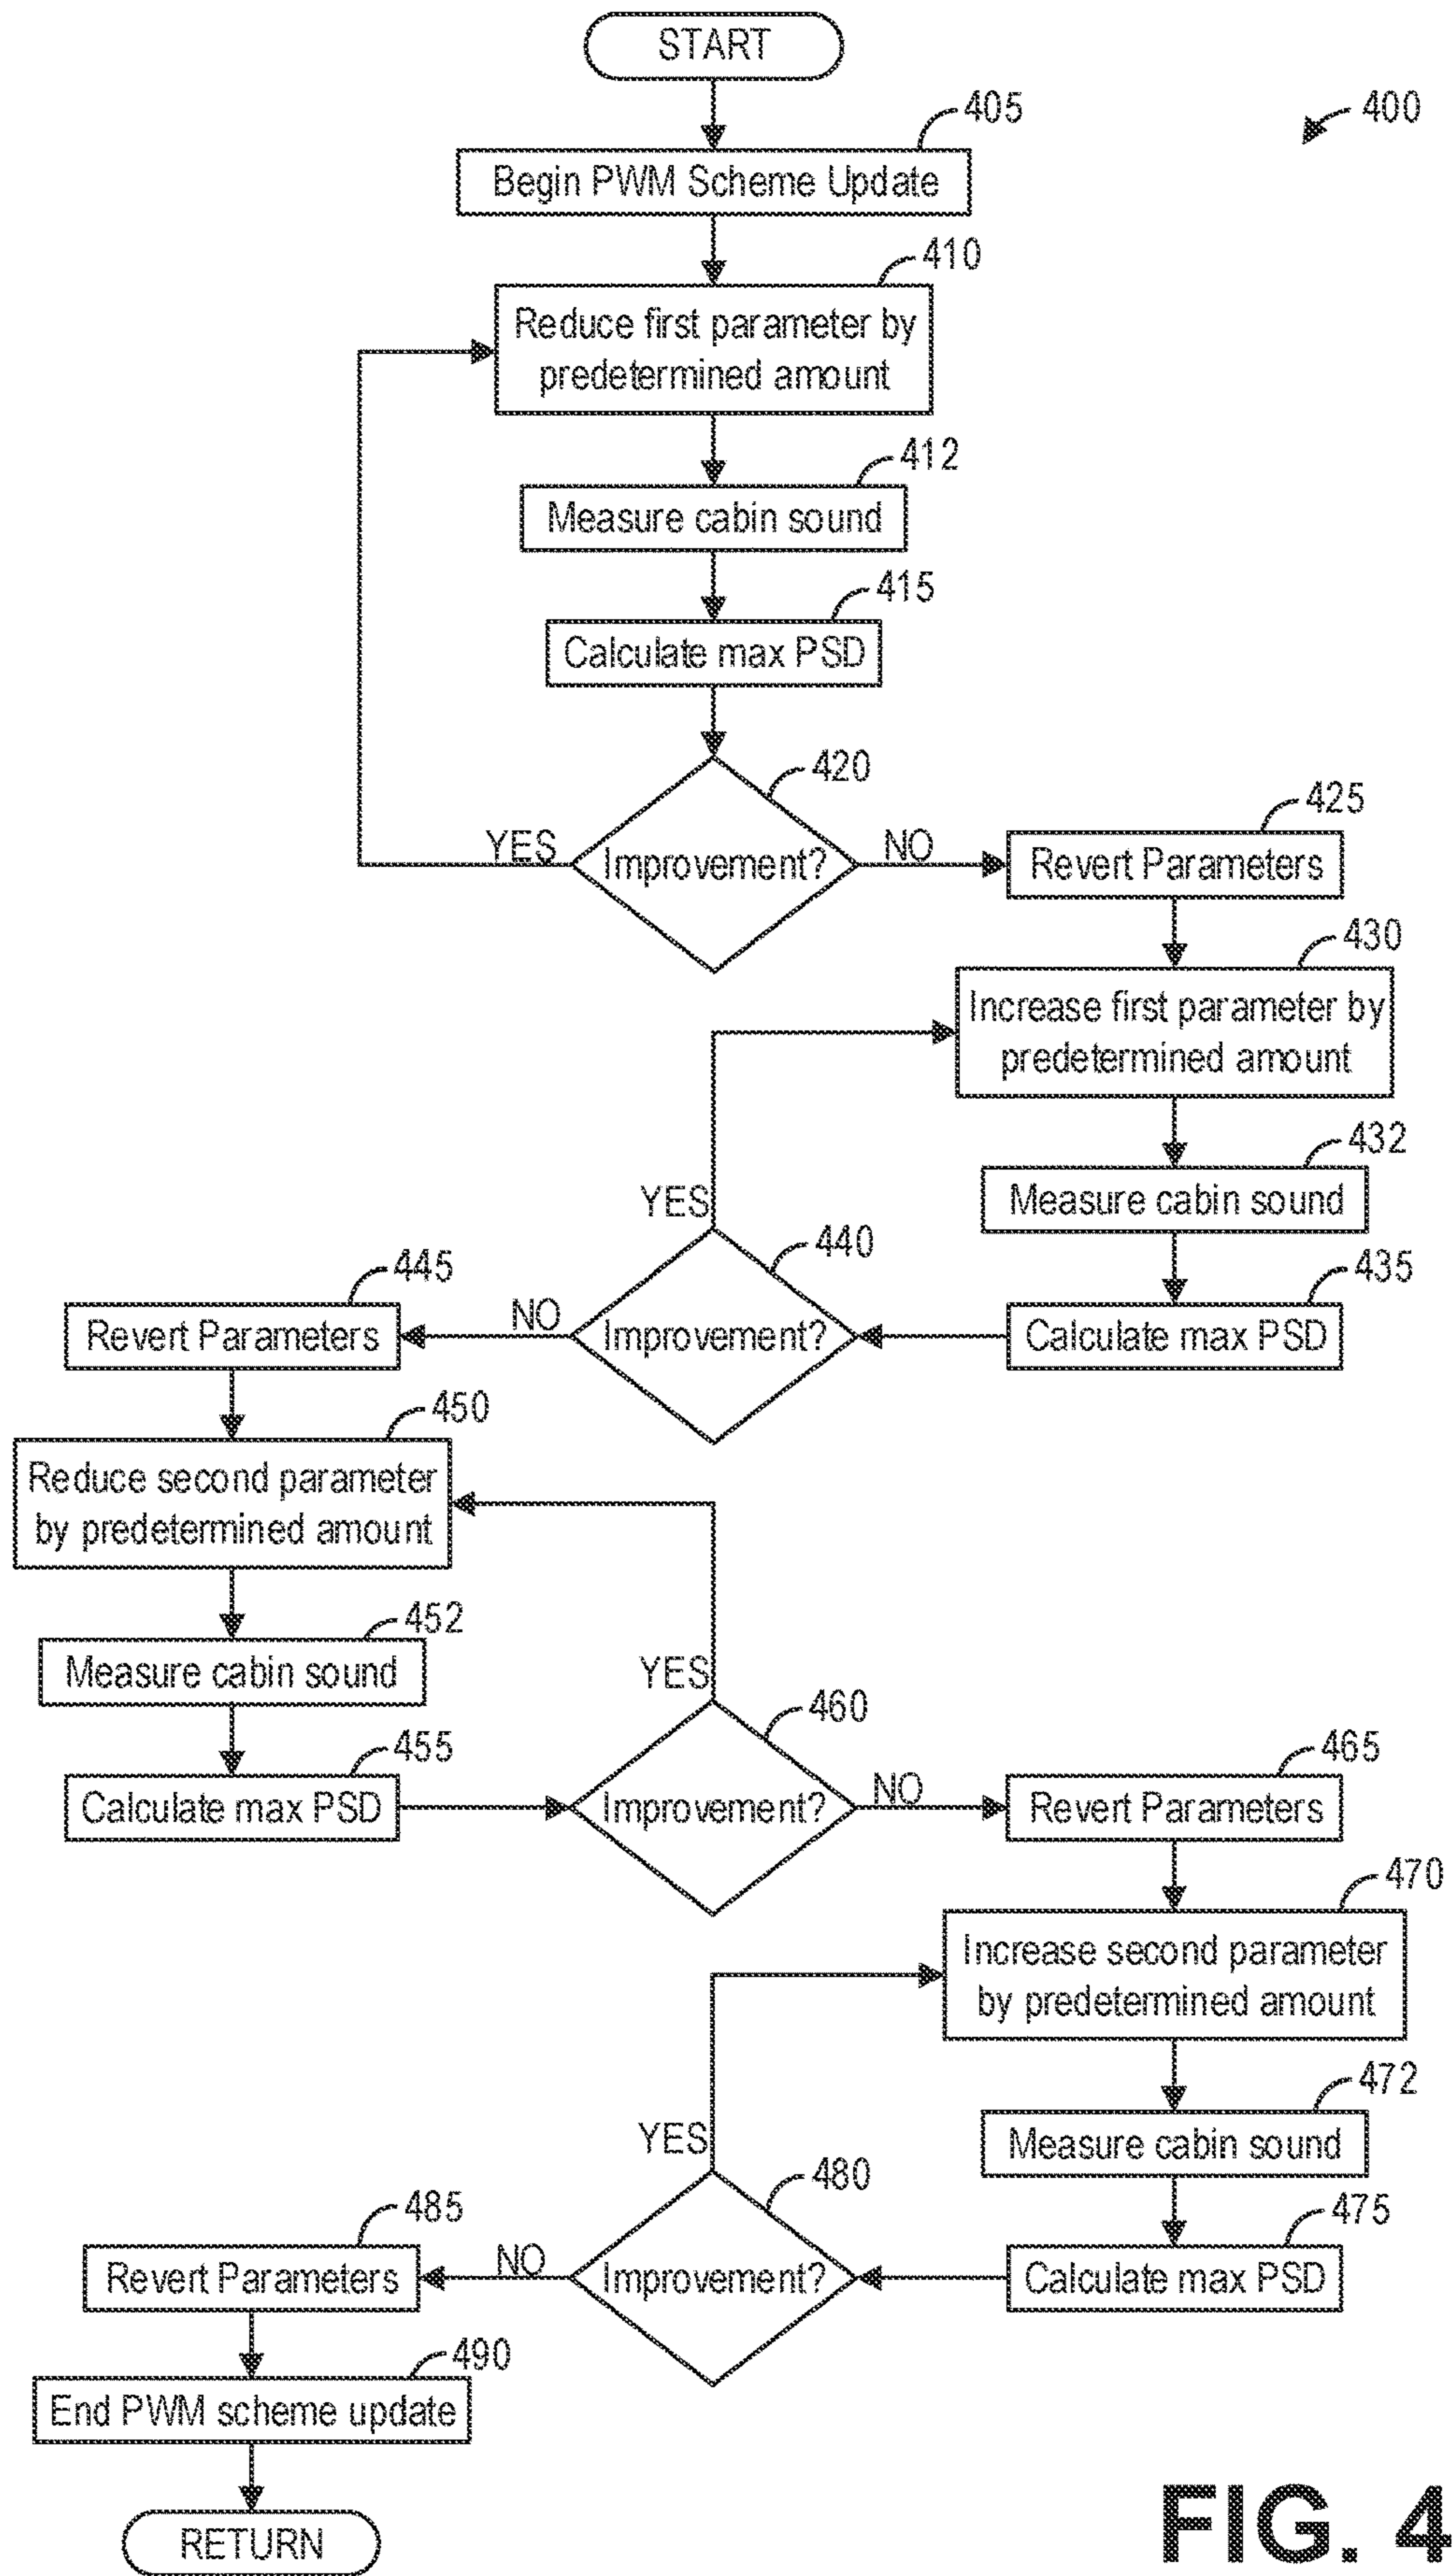 START
400
405
Begin PWM Scheme Update
410
Reduce first parameter by
predetermined amount
412
Measure cabin sound
415
Calculate max PSD
420
YES
Improvement?
NO
425
Revert Parameters
430
Increase first parameter by
predetermined amount
432
Measure cabin sound
435
Calculate max PSD
YES
440
Improvement?
NO
445
Revert Parameters
450
Reduce second parameter
by predetermined amount
452
Measure cabin sound
455
Calculate max PSD
YES
460
Improvement?
NO
465
Revert Parameters
470
Increase second parameter
by predetermined amount
472
Measure cabin sound
475
Calculate max PSD
YES
480
Improvement?
NO
485
Revert Parameters
490
End PWM scheme update
RETURN
FIG. 4